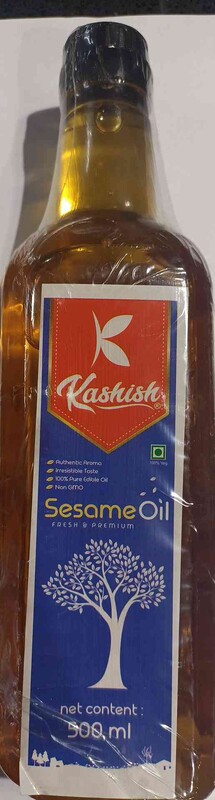 Kashish®
Authentic Aroma
Irresistible Taste
100% Pure Edible Oil
Non GMO
100% Veg
Sesame Oil
FRESH & PREMIUM
net content :
500 ml